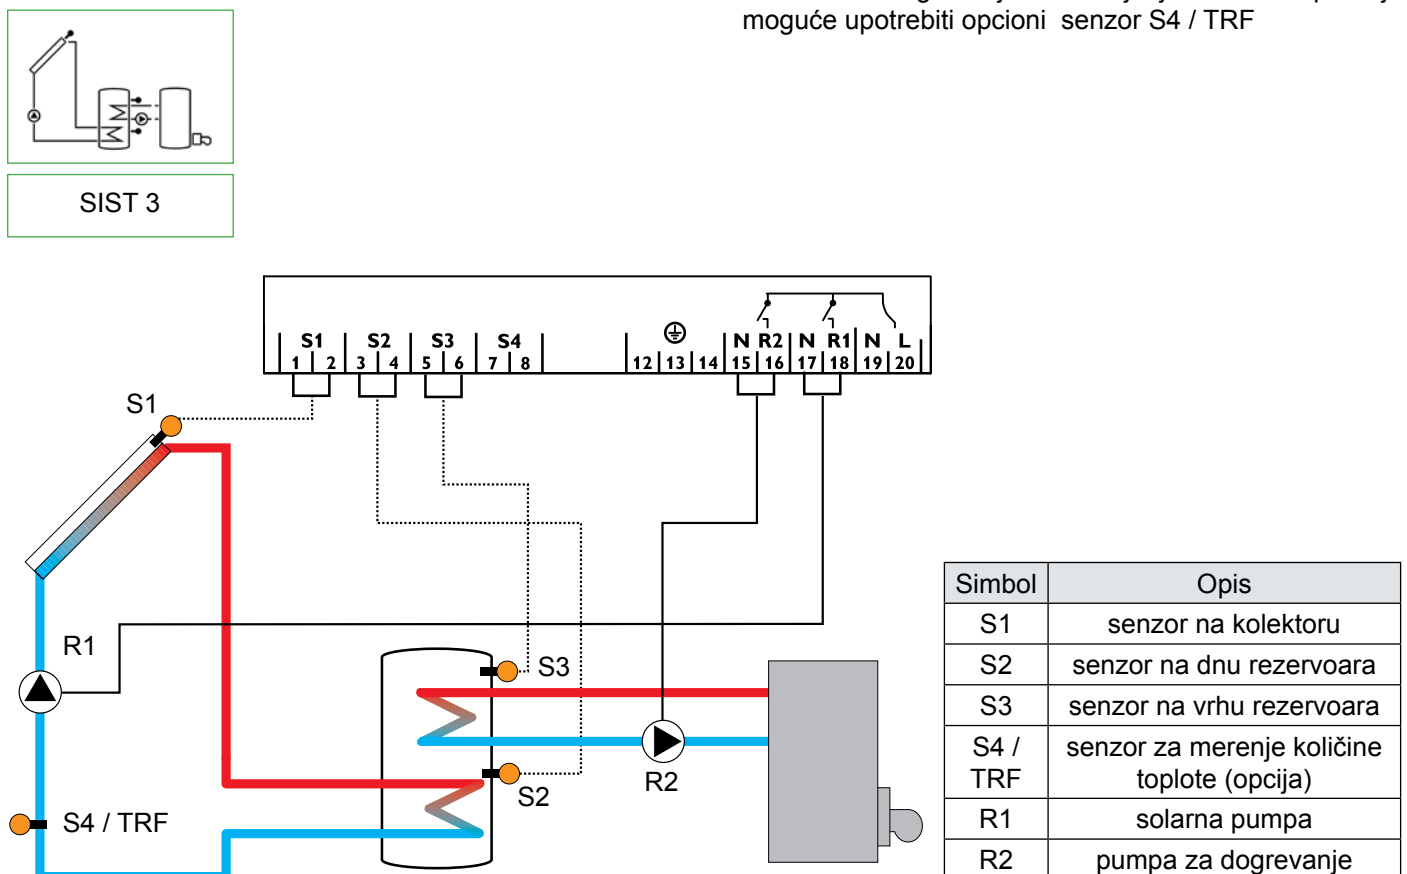 moguće upotrebiti opcioni senzor S4 / TRF
SIST 3
S1 S2 S3 S4 N R2 N R1 N L
1 2 3 4 5 6 7 8 12 13 14 15 16 17 18 19 20
S1
R1
S3
S2
R2
S4 / TRF
Simbol Opis
S1 senzor na kolektoru
S2 senzor na dnu rezervoara
S3 senzor na vrhu rezervoara
S4 / senzor za merenje količine
TRF toplote (opcija)
R1 solarna pumpa
R2 pumpa za dogrevanje